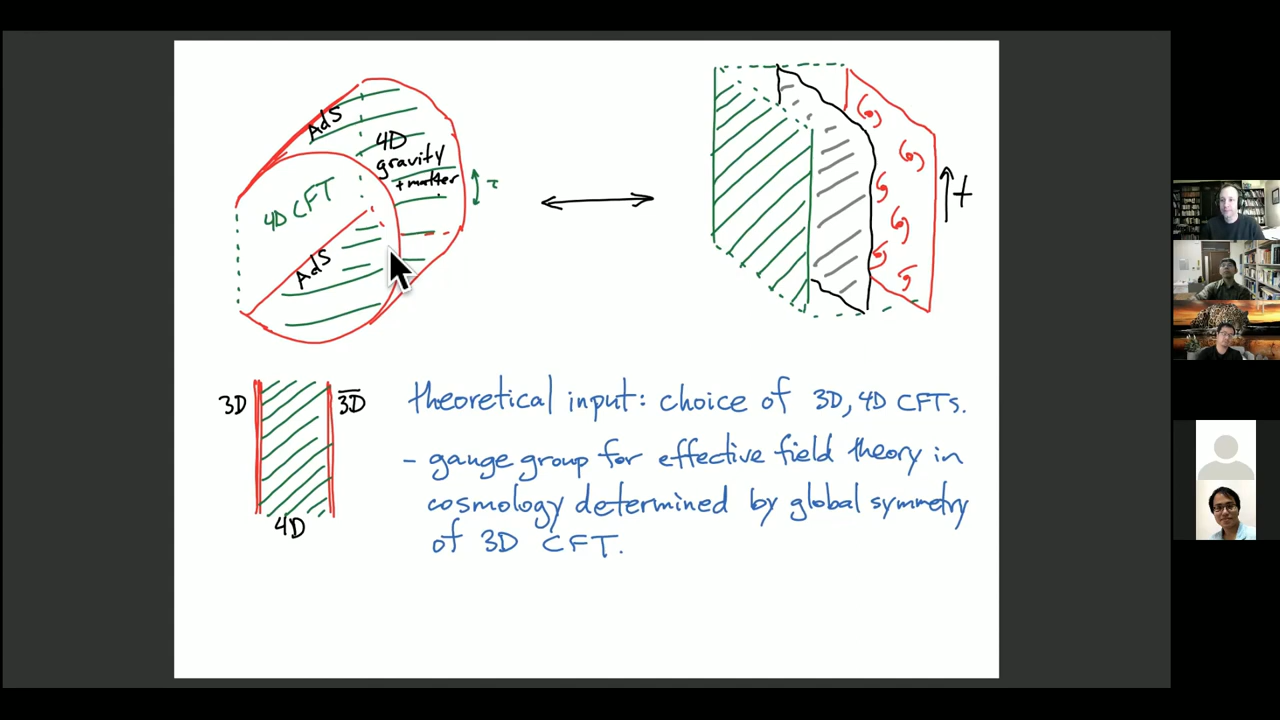 AdS
4D
gravity
+ matter
τ
4D CFT
AdS
t
3D
3D
4D
theoretical input: choice of 3D, 4D CFTs.
- gauge group for effective field theory in
cosmology determined by global symmetry
of 3D CFT.